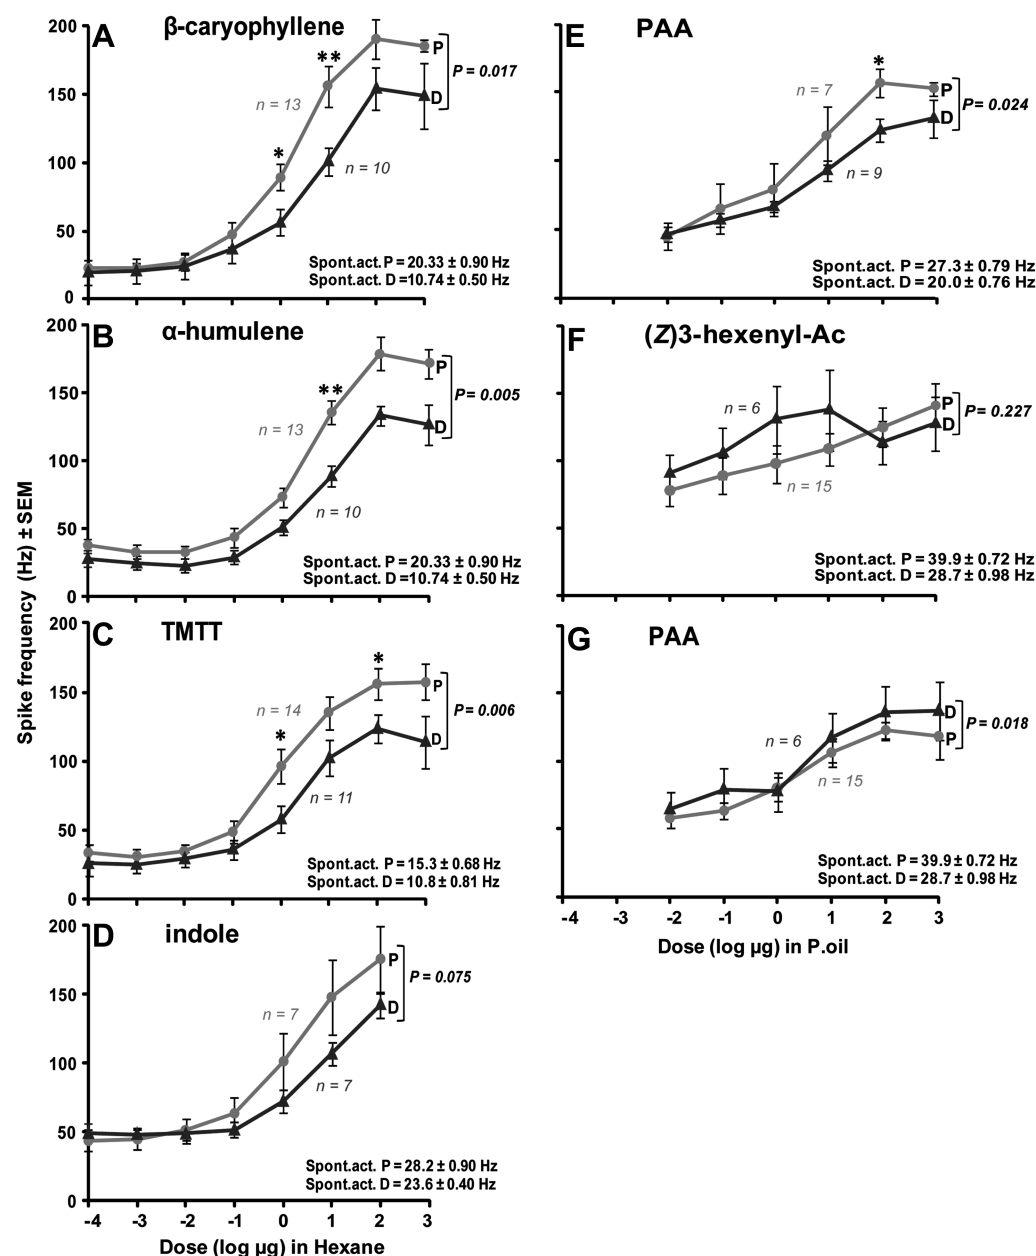 Spike frequency (Hz) ± SEM
A
β-caryophyllene
200
150
100
50
0
*
**
n = 13
n = 10
P
D
P = 0.017
Spont.act. P = 20.33 ± 0.90 Hz
Spont.act. D =10.74 ± 0.50 Hz
B
α-humulene
200
150
100
50
0
**
n = 13
n = 10
P
D
P= 0.005
Spont.act. P = 20.33 ± 0.90 Hz
Spont.act. D =10.74 ± 0.50 Hz
C
TMTT
200
150
100
50
0
*
*
n = 14
n = 11
P
D
P= 0.006
Spont.act. P = 15.3 ± 0.68 Hz
Spont.act. D = 10.8 ± 0.81 Hz
D
indole
200
150
100
50
0
n = 7
n = 7
P
D
P = 0.075
Spont.act. P = 28.2 ± 0.90 Hz
Spont.act. D = 23.6 ± 0.40 Hz
-4 -3 -2 -1 0 1 2 3
Dose (log µg) in Hexane
E
PAA
*
n = 7
n = 9
P
D
P= 0.024
Spont.act. P = 27.3 ± 0.79 Hz
Spont.act. D = 20.0 ± 0.76 Hz
F
(Z)3-hexenyl-Ac
n = 6
n = 15
P
D
P= 0.227
Spont.act. P = 39.9 ± 0.72 Hz
Spont.act. D = 28.7 ± 0.98 Hz
G
PAA
n = 6
n = 15
D
P
P= 0.018
Spont.act. P = 39.9 ± 0.72 Hz
Spont.act. D = 28.7 ± 0.98 Hz
-4 -3 -2 -1 0 1 2 3
Dose (log µg) in P.oil